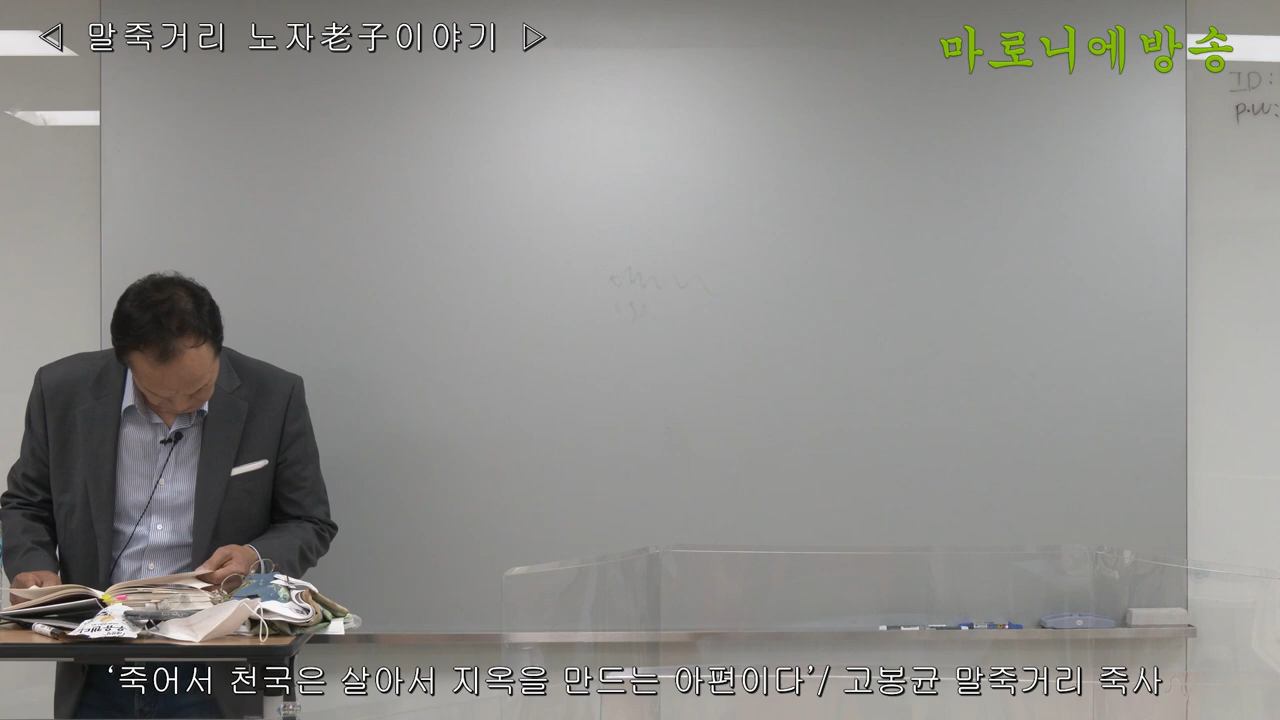 ◁ 말죽거리 노자老子이야기 ▷
마로니에방송
ID:
P.W:
‘죽어서 천국은 살아서 지옥을 만드는 아편이다’/ 고봉균 말죽거리 죽사